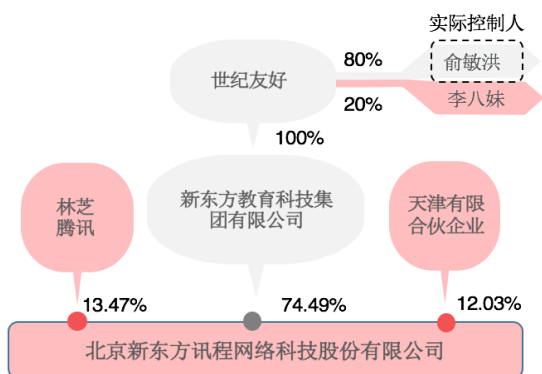 实际控制人
80%
俞敏洪
世纪友好
20%
李八妹
100%
林芝
腾讯
新东方教育科技集
团有限公司
天津有限
合伙企业
13.47%
74.49%
12.03%
北京新东方讯程网络科技股份有限公司